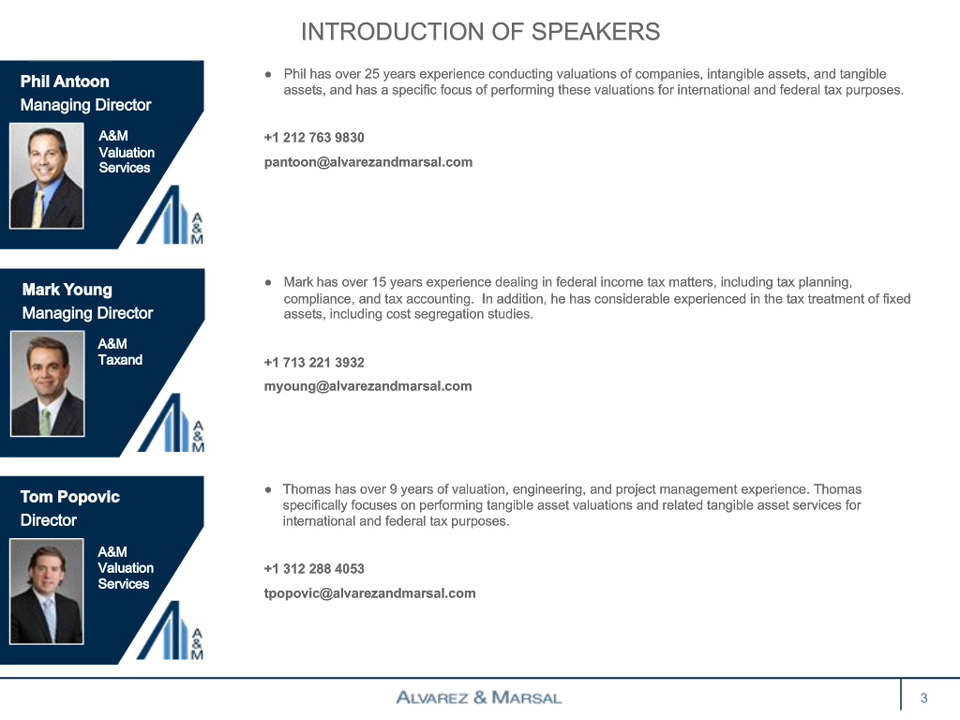 INTRODUCTION OF SPEAKERS
Phil Antoon
Managing Director
A&M
Valuation
Services
A&M
● Phil has over 25 years experience conducting valuations of companies, intangible assets, and tangible
assets, and has a specific focus of performing these valuations for international and federal tax purposes.
+1 212 763 9830
pantoon@alvarezandmarsal.com
Mark Young
Managing Director
A&M
Taxand
A&M
● Mark has over 15 years experience dealing in federal income tax matters, including tax planning,
compliance, and tax accounting. In addition, he has considerable experienced in the tax treatment of fixed
assets, including cost segregation studies.
+1 713 221 3932
myoung@alvarezandmarsal.com
Tom Popovic
Director
A&M
Valuation
Services
A&M
● Thomas has over 9 years of valuation, engineering, and project management experience. Thomas
specifically focuses on performing tangible asset valuations and related tangible asset services for
international and federal tax purposes.
+1 312 288 4053
tpopovic@alvarezandmarsal.com
ALVAREZ & MARSAL
3